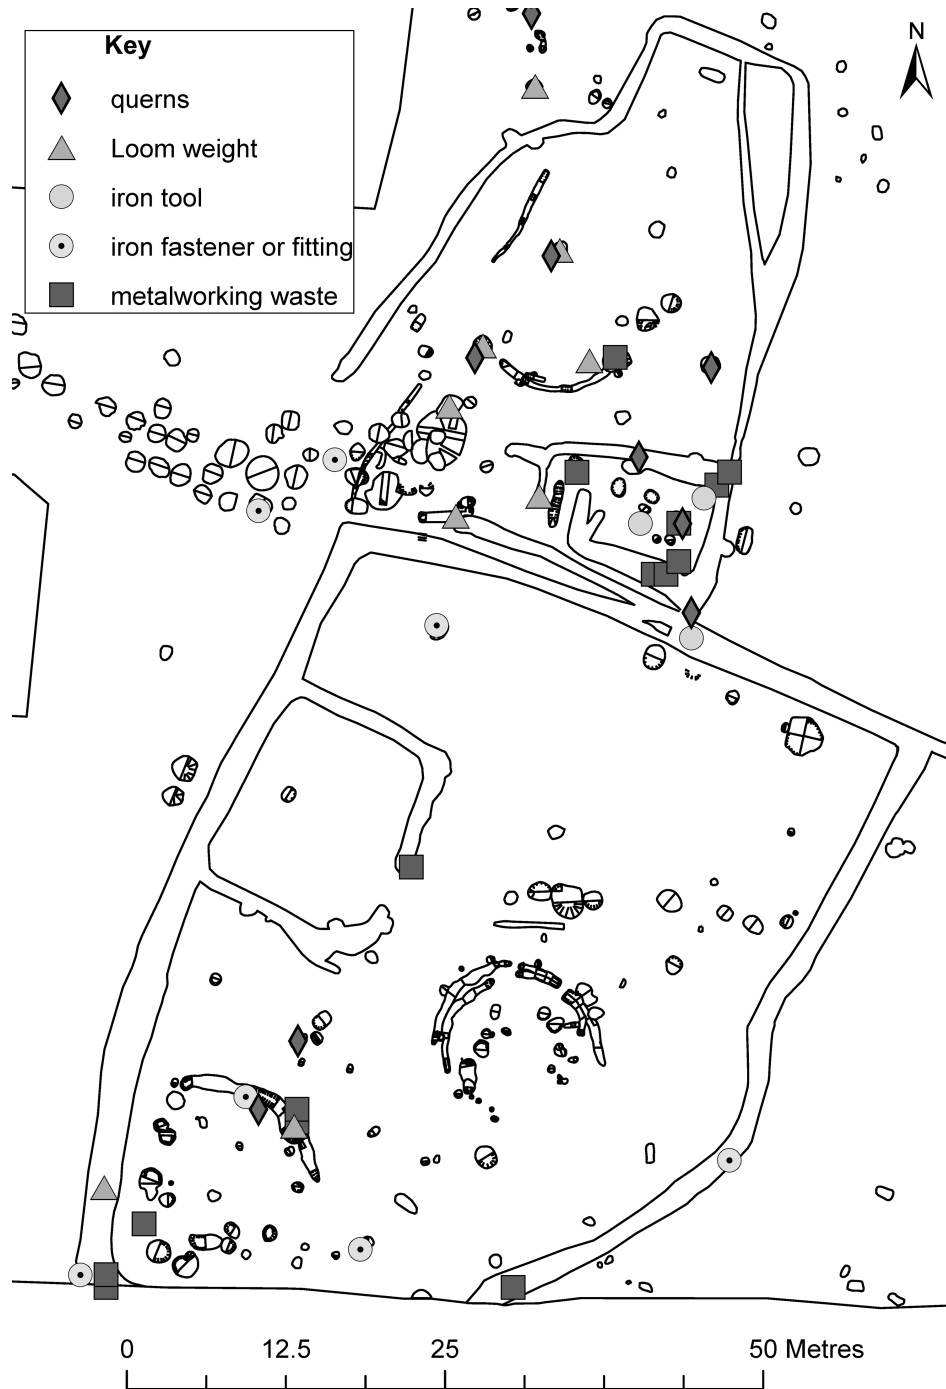 N
Key
querns
Loom weight
iron tool
iron fastener or fitting
metalworking waste
0 12.5 25 50 Metres